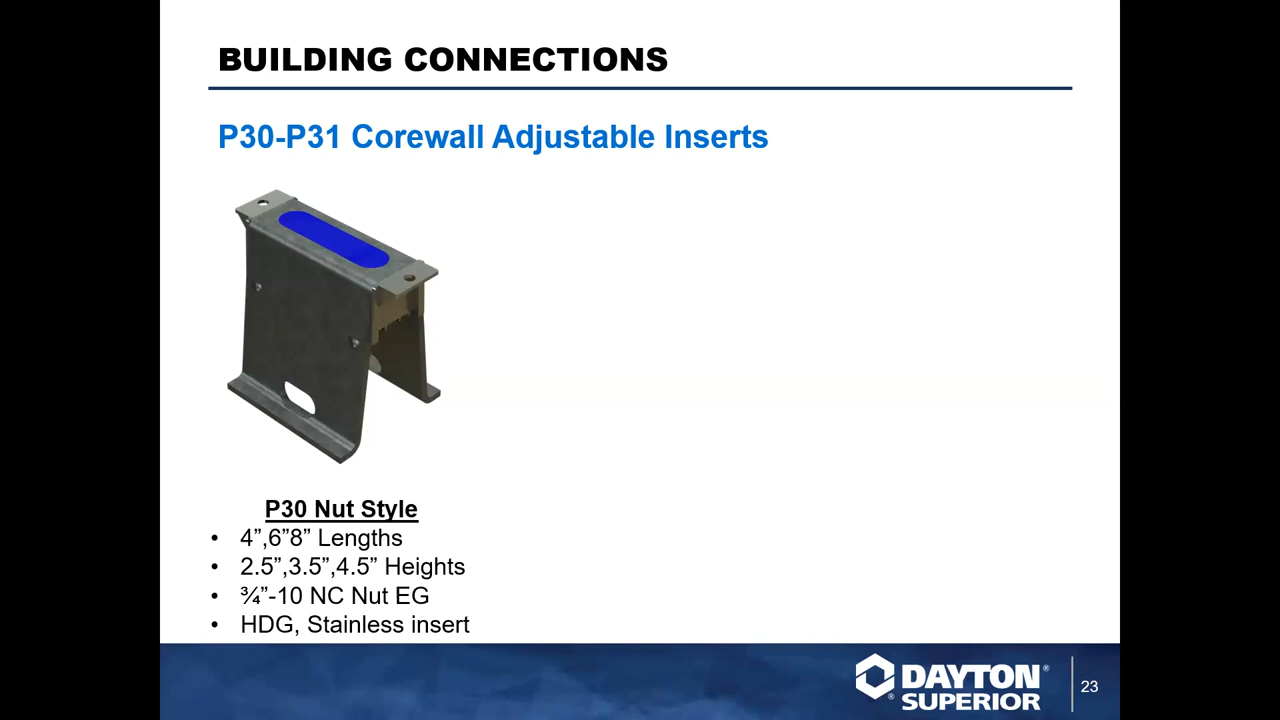 BUILDING CONNECTIONS
P30-P31 Corewall Adjustable Inserts
P30 Nut Style
• 4”,6”8” Lengths
• 2.5”,3.5”,4.5” Heights
• ¾”-10 NC Nut EG
• HDG, Stainless insert
DAYTON®
®SUPERIOR
23